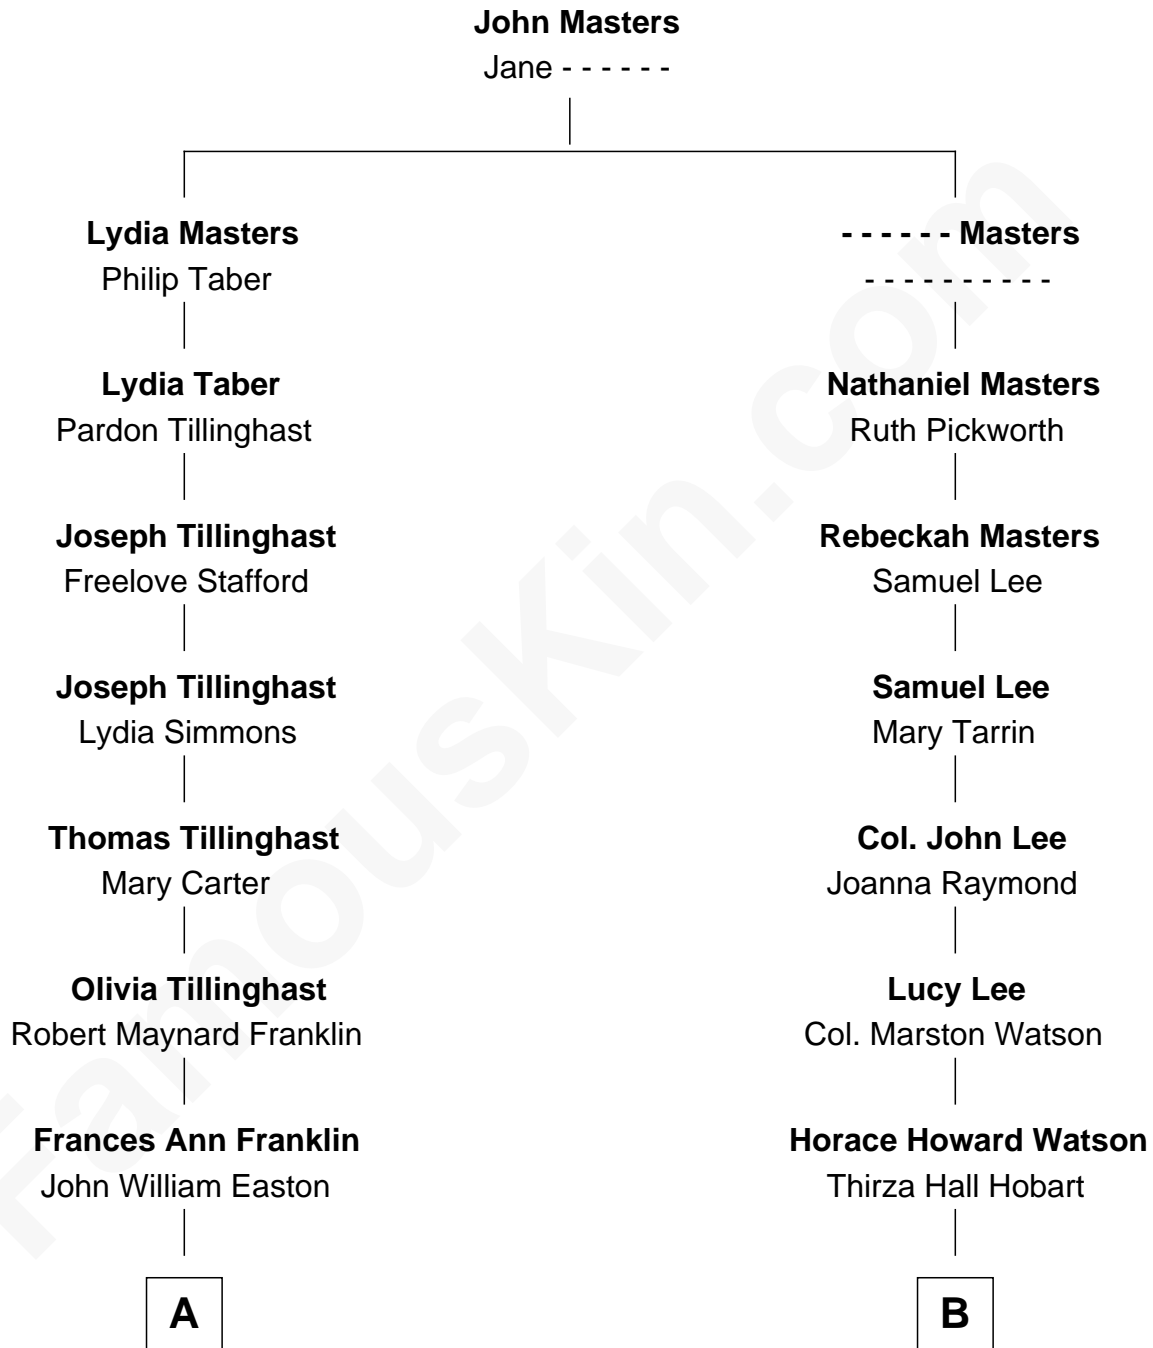 John Masters
Jane - - - - - -
Lydia Masters
Philip Taber
- - - - - - Masters
- - - - - - - - - -
Lydia Taber
Pardon Tillinghast
Nathaniel Masters
Ruth Pickworth
Joseph Tillinghast
Freelove Stafford
Rebeckah Masters
Samuel Lee
Joseph Tillinghast
Lydia Simmons
Samuel Lee
Mary Tarrin
Thomas Tillinghast
Mary Carter
Col. John Lee
Joanna Raymond
Olivia Tillinghast
Robert Maynard Franklin
Lucy Lee
Col. Marston Watson
Frances Ann Franklin
John William Easton
Horace Howard Watson
Thirza Hall Hobart
A
B
FamousKin.com